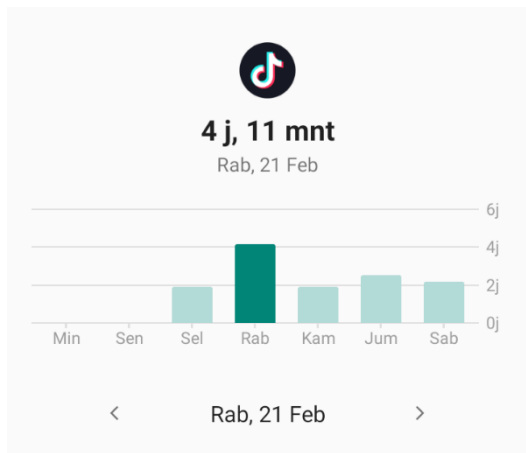 4 j, 11 mnt
Rab, 21 Feb
6j
4j
2j
0j
Min Sen Sel Rab Kam Jum Sab
Rab, 21 Feb